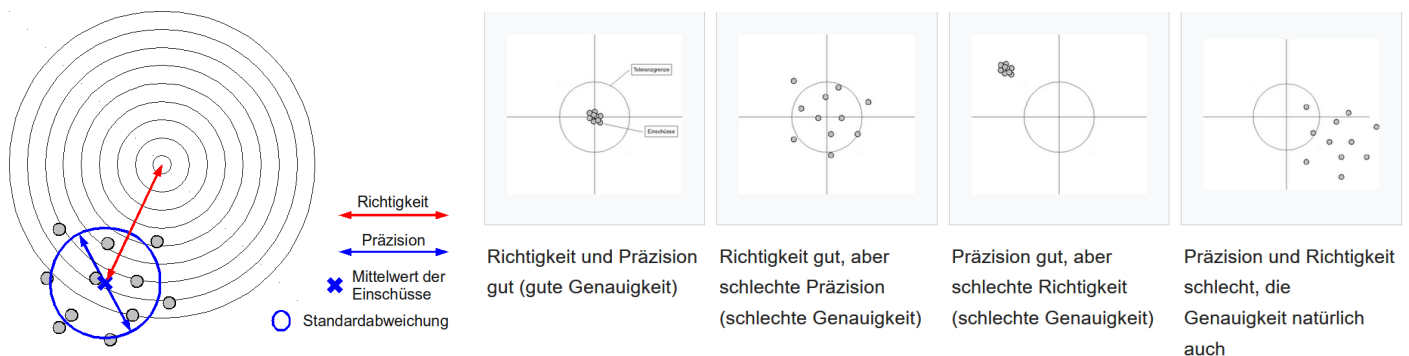 Richtigkeit
Präzision
Mittelwert der
Einschüsse
Standardabweichung
Toleranzgrenze
Einschüsse
Richtigkeit und Präzision
gut (gute Genauigkeit)
Richtigkeit gut, aber
schlechte Präzision
(schlechte Genauigkeit)
Präzision gut, aber
schlechte Richtigkeit
(schlechte Genauigkeit)
Präzision und Richtigkeit
schlecht, die
Genauigkeit natürlich
auch